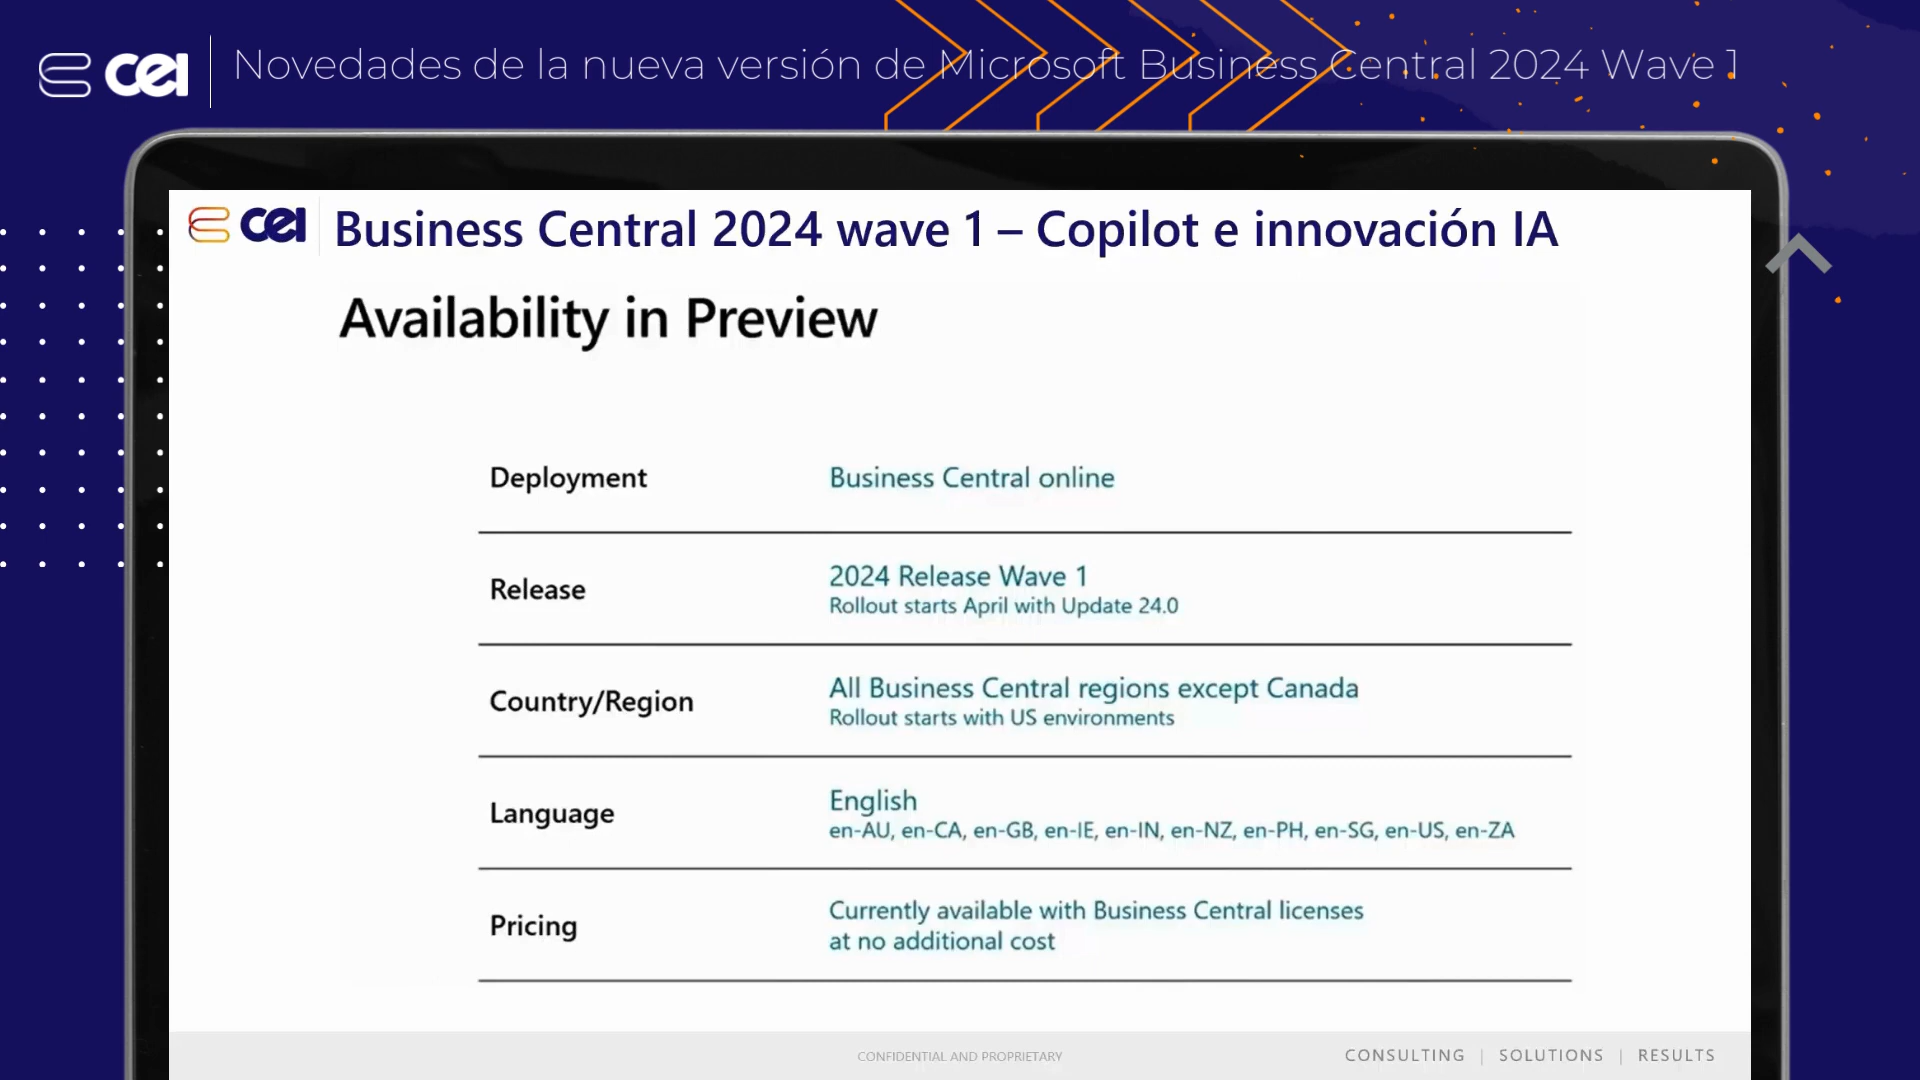 cei
Novedades de la nueva versión de Microsoft Business Central 2024 Wave 1
cei
Business Central 2024 wave 1 – Copilot e innovación IA
Availability in Preview
Deployment
Business Central online
Release
2024 Release Wave 1
Rollout starts April with Update 24.0
Country/Region
All Business Central regions except Canada
Rollout starts with US environments
Language
English
en-AU, en-CA, en-GB, en-IE, en-IN, en-NZ, en-PH, en-SG, en-US, en-ZA
Pricing
Currently available with Business Central licenses
at no additional cost
CONFIDENTIAL AND PROPRIETARY
CONSULTING | SOLUTIONS | RESULTS